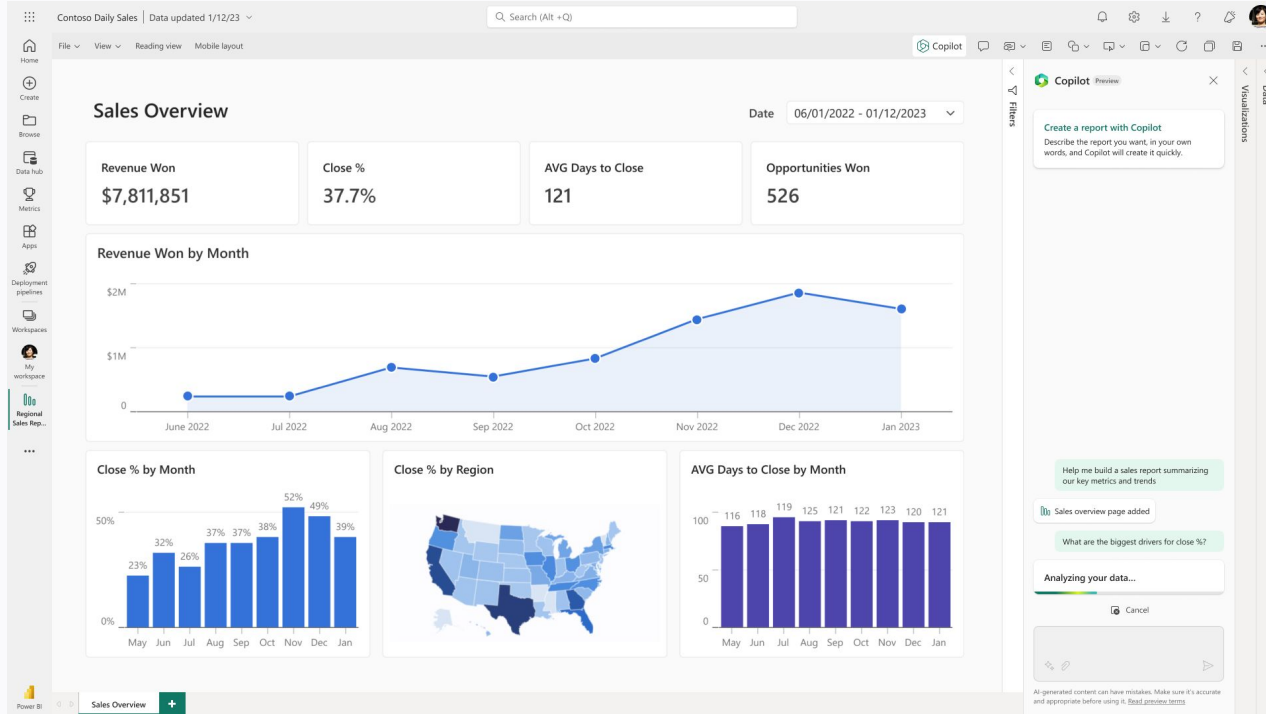 Contoso Daily Sales | Data updated 1/12/23
Search (Alt +Q)
File
View
Reading view
Mobile layout
Copilot
Home
Create
Browse
Data hub
Metrics
Apps
Deployment
pipelines
Workspaces
My
workspace
Regional
Sales Rep...
Power BI
Sales Overview
Date
06/01/2022 - 01/12/2023
Revenue Won
$7,811,851
Close %
37.7%
AVG Days to Close
121
Opportunities Won
526
Revenue Won by Month
$2M
$1M
0
June 2022
Jul 2022
Aug 2022
Sep 2022
Oct 2022
Nov 2022
Dec 2022
Jan 2023
Close % by Month
50%
0%
23%
32%
26%
37%
37%
38%
52%
49%
39%
May Jun Jul Aug Sep Oct Nov Dec Jan
Close % by Region
AVG Days to Close by Month
100
50
0
116 118 119 125 121 122 123 120 121
May Jun Jul Aug Sep Oct Nov Dec Jan
Sales Overview
Filters
Copilot Preview
Create a report with Copilot
Describe the report you want, in your own
words, and Copilot will create it quickly.
Help me build a sales report summarizing
our key metrics and trends
Sales overview page added
What are the biggest drivers for close %?
Analyzing your data...
Cancel
AI-generated content can have mistakes. Make sure it's accurate
and appropriate before using it. Read preview terms
Visualizations